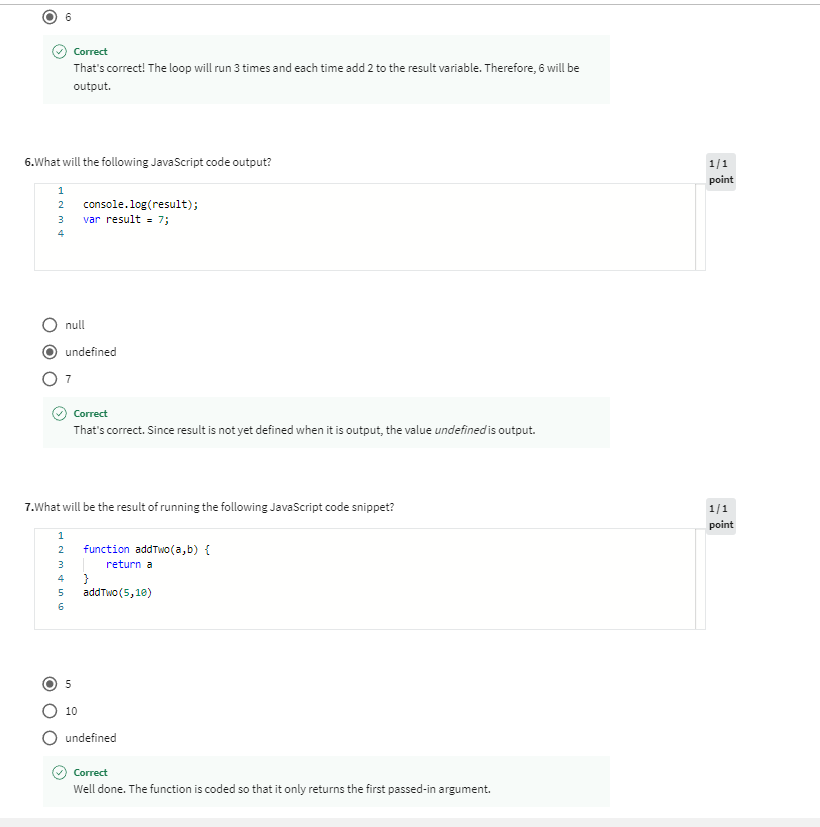 6
Correct
That's correct! The loop will run 3 times and each time add 2 to the result variable. Therefore, 6 will be
output.
6.What will the following JavaScript code output?
1/1
point
1
2 console.log(result);
3 var result = 7;
4
null
undefined
7
Correct
That's correct. Since result is not yet defined when it is output, the value undefined is output.
7.What will be the result of running the following JavaScript code snippet?
1/1
point
1
2 function addTwo(a,b) {
3 return a
4 }
5 addTwo(5,10)
6
5
10
undefined
Correct
Well done. The function is coded so that it only returns the first passed-in argument.